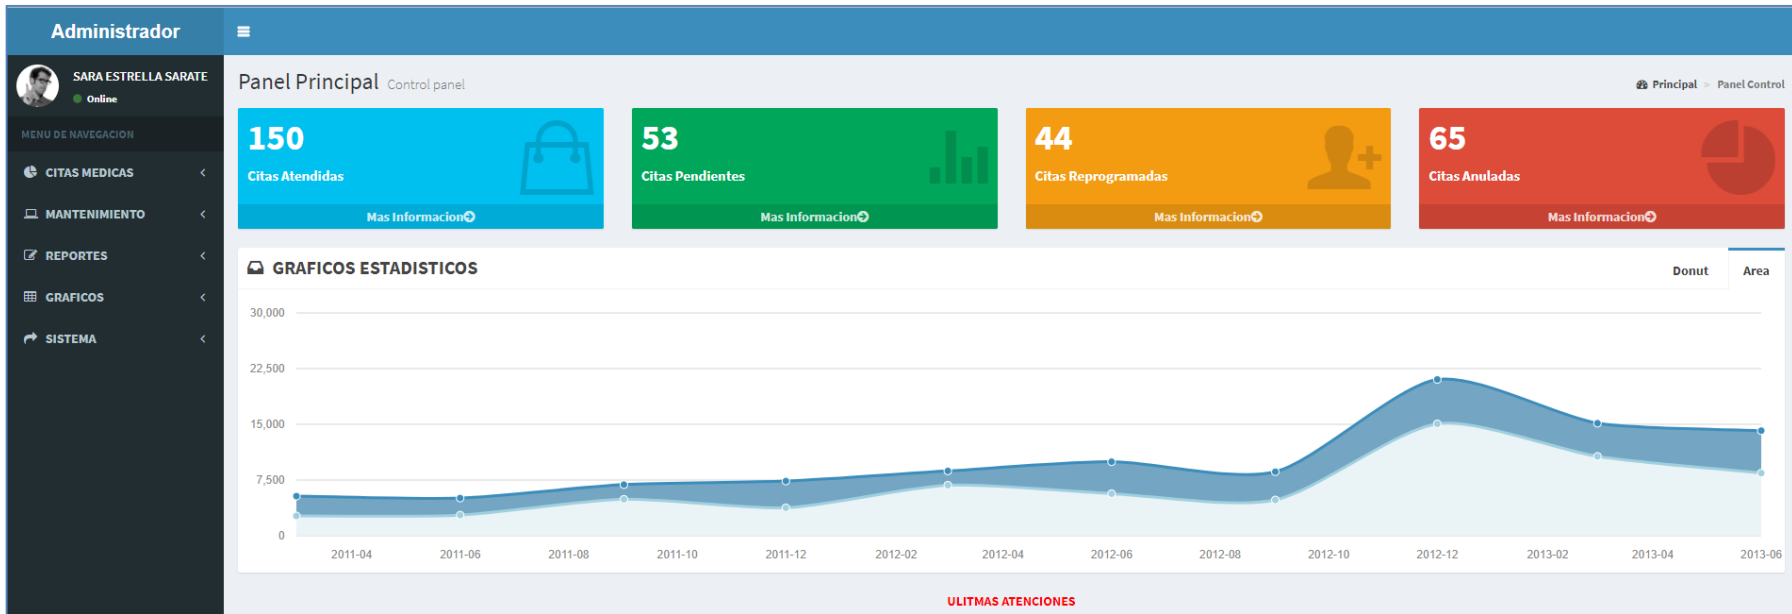 Administrador
SARA ESTRELLA SARATE
Online
MENU DE NAVEGACION
CITAS MEDICAS
MANTENIMIENTO
REPORTES
GRAFICOS
SISTEMA
Panel Principal Control panel
Principal > Panel Control
150
Citas Atendidas
Mas Informacion
53
Citas Pendientes
Mas Informacion
44
Citas Reprogramadas
Mas Informacion
65
Citas Anuladas
Mas Informacion
GRAFICOS ESTADISTICOS
Donut Area
30,000
22,500
15,000
7,500
0
2011-04 2011-06 2011-08 2011-10 2011-12 2012-02 2012-04 2012-06 2012-08 2012-10 2012-12 2013-02 2013-04 2013-06
ULITMAS ATENCIONES